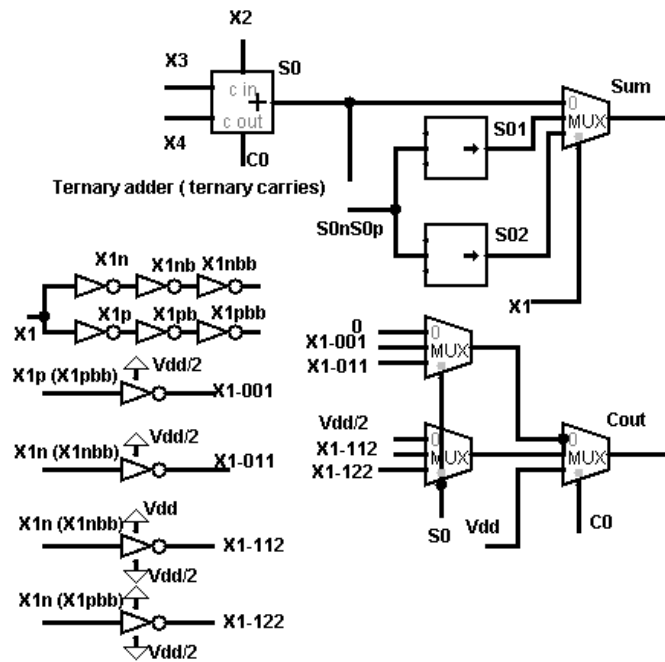 X2
X3
S0
c in
+
c out
X4
C0
Ternary adder ( ternary carries)
S0nS0p
S01
S02
Sum
0
MUX
X1
X1n
X1nb
X1nbb
X1
X1p
X1pb
X1pbb
X1p (X1pbb)
Vdd/2
X1-001
X1n (X1nbb)
Vdd/2
X1-011
X1n (X1nbb)
Vdd
X1-112
Vdd/2
X1n (X1pbb)
Vdd/2
X1-122
Vdd/2
0
X1-001
X1-011
0
MUX
Vdd/2
X1-112
X1-122
0
MUX
S0
Vdd
0
MUX
Cout
C0